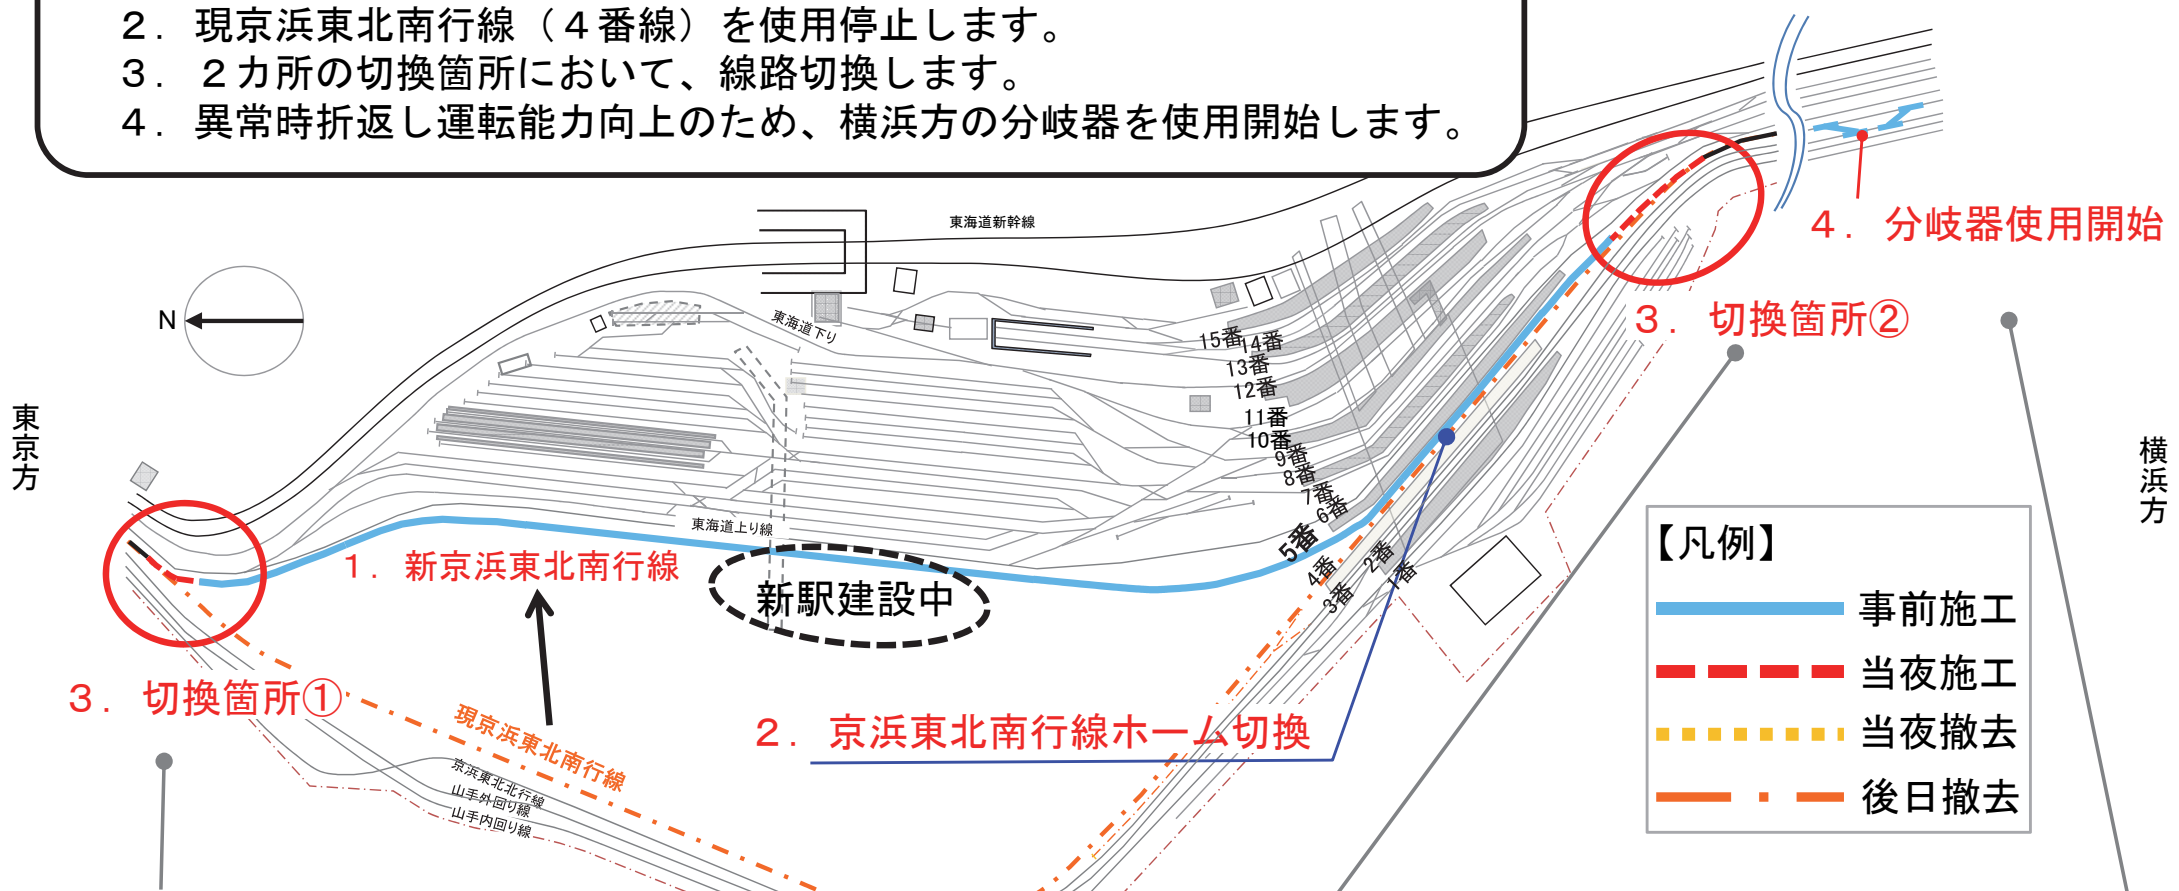 ２．現京浜東北南行線（４番線）を使用停止します。
３．２カ所の切換箇所において、線路切換します。
４．異常時折返し運転能力向上のため、横浜方の分岐器を使用開始します。
東海道新幹線
４．分岐器使用開始
N
東海道下り
３．切換箇所②
15番
14番
13番
12番
11番
10番
9番
8番
7番
6番
5番
4番
3番
2番
1番
東京方
横浜方
東海道上り線
１．新京浜東北南行線
新駅建設中
【凡例】
事前施工
当夜施工
当夜撤去
後日撤去
３．切換箇所①
現京浜東北南行線
２．京浜東北南行線ホーム切換
京浜東北北行線
山手外回り線
山手内回り線